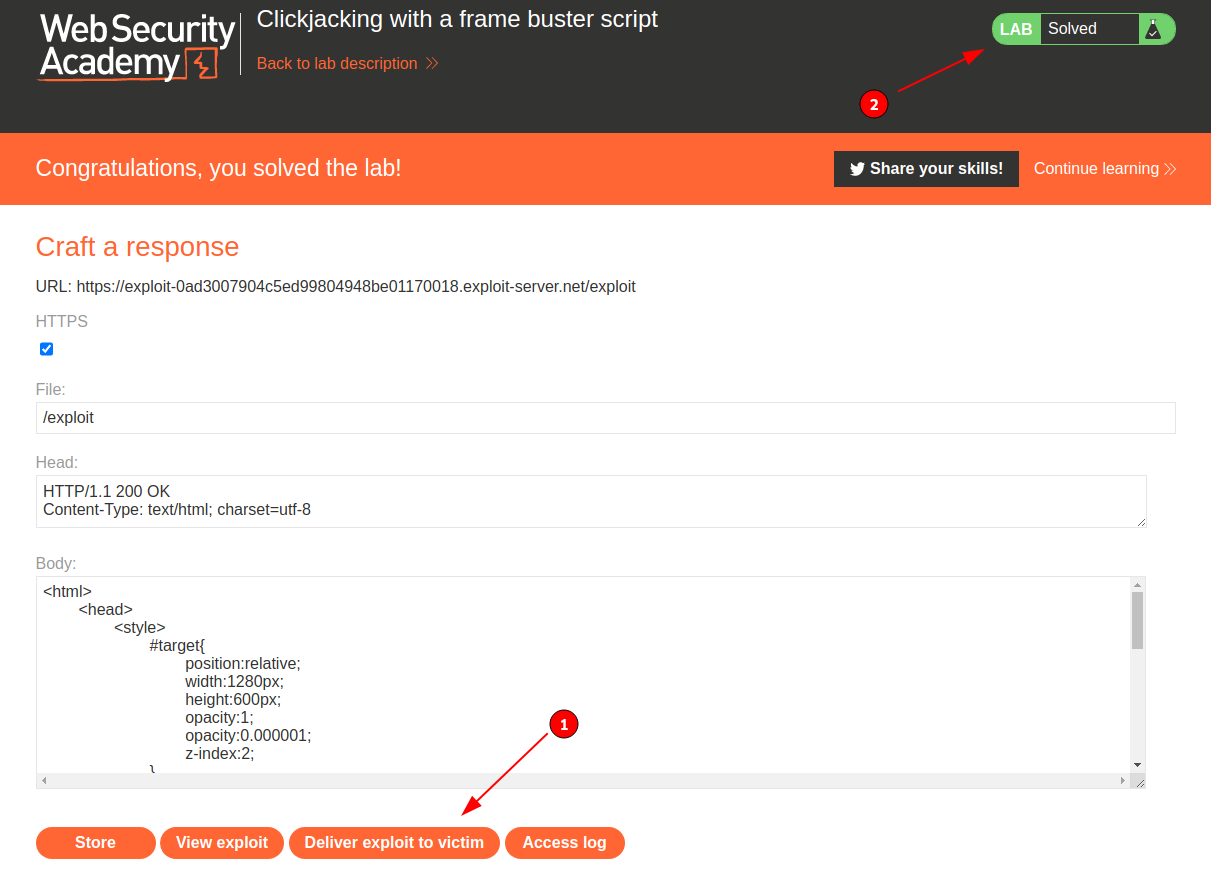 Web Security
Academy
Clickjacking with a frame buster script
Back to lab description
LAB Solved
2
Congratulations, you solved the lab!
Share your skills!
Continue learning
Craft a response
URL: https://exploit-0ad3007904c5ed99804948be01170018.exploit-server.net/exploit
HTTPS
File:
/exploit
Head:
HTTP/1.1 200 OK
Content-Type: text/html; charset=utf-8
Body:
<html>
<head>
<style>
#target{
position:relative;
width:1280px;
height:600px;
opacity:1;
opacity:0.000001;
z-index:2;
}
1
Store
View exploit
Deliver exploit to victim
Access log